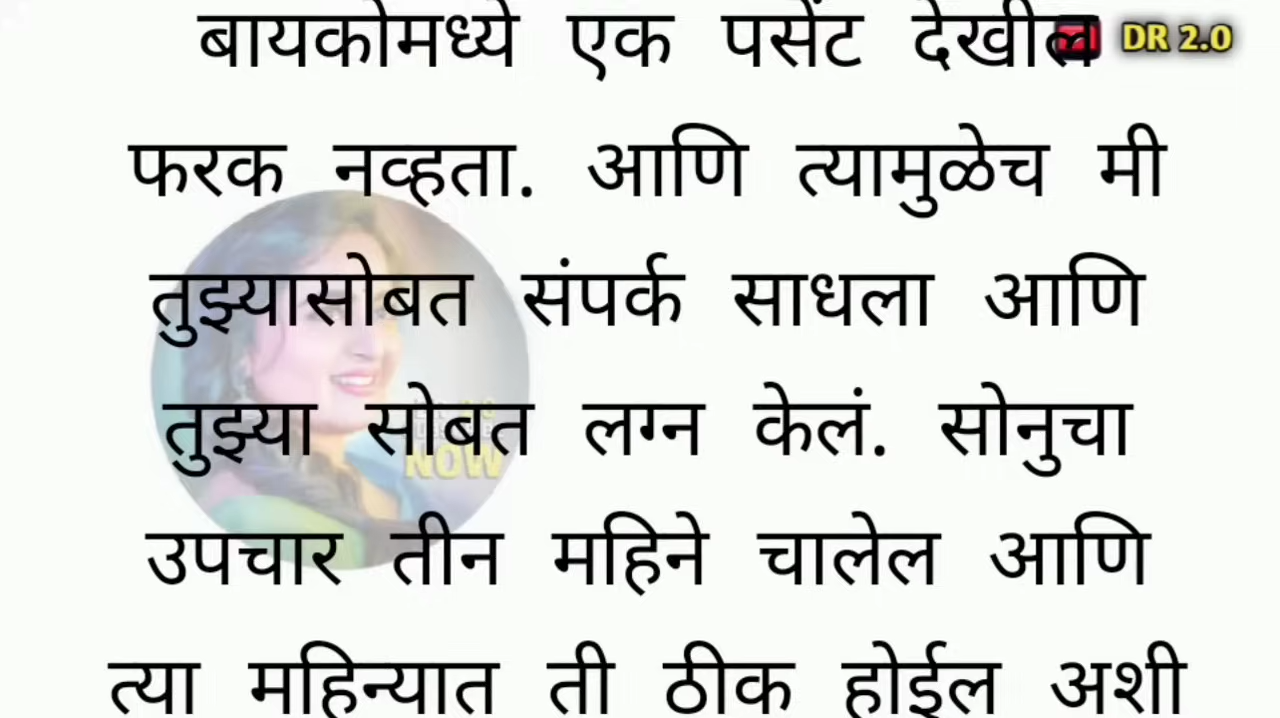 बायकोमध्ये एक पर्सेंट देखील
DR 2.0
फरक नव्हता. आणि त्यामुळेच मी
तुझ्यासोबत संपर्क साधला आणि
तुझ्या सोबत लग्न केलं. सोनुचा
NOW
उपचार तीन महिने चालेल आणि
त्या महिन्यात ती ठीक होईल अशी